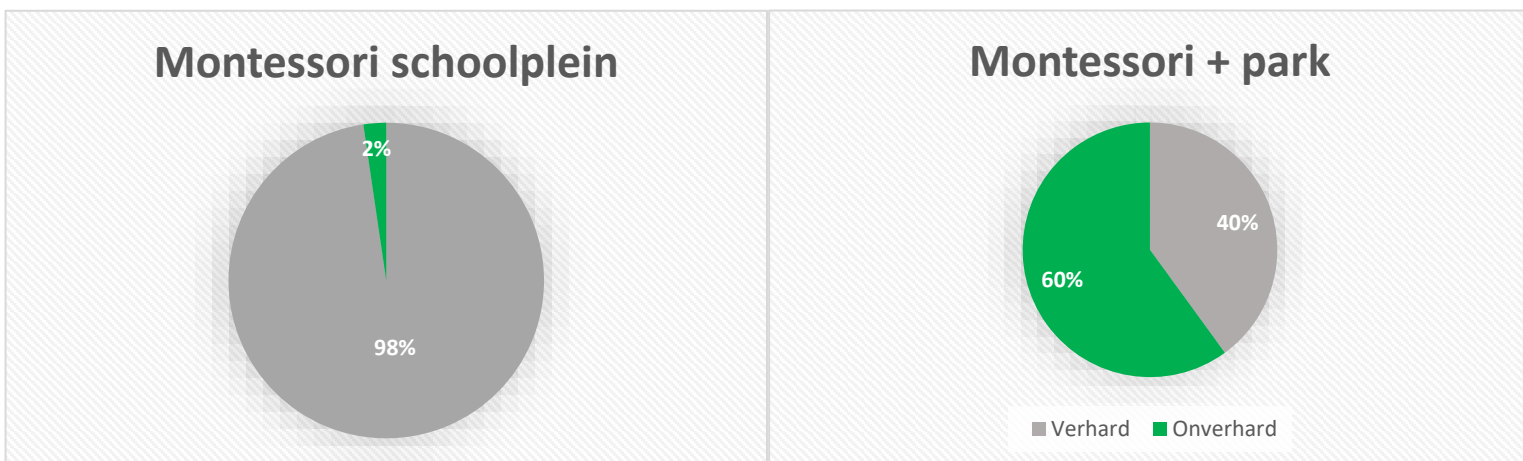 Montessori schoolplein
2%
98%
Montessori + park
40%
60%
Verhard
Onverhard